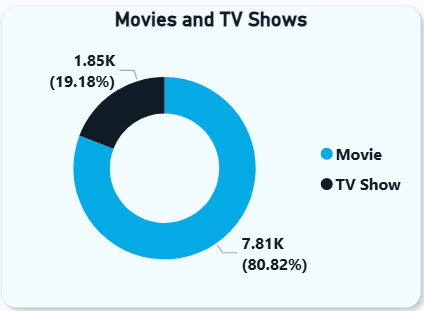 Movies and TV Shows
1.85K
(19.18%)
Movie
TV Show
7.81K
(80.82%)